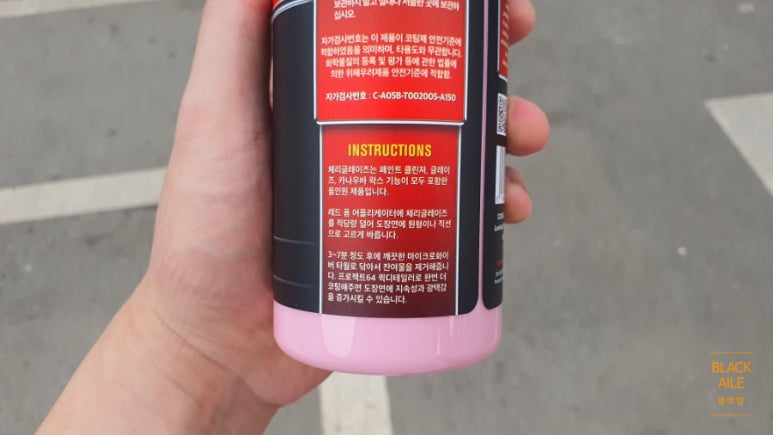 보관하지 말고 실내나 서늘한 곳에 보관하
십시오.
자가검사번호는 이 제품이 코팅제 안전기준에
적합하였음을 의미하며, 타용도와 무관합니다.
화학물질의 등록 및 평가 등에 관한 법률에
의한 위해우려제품 안전기준에 적합함.
자가검사번호 : C-A05B-T002005-A150
INSTRUCTIONS
체리글레이즈는 페인트 클린저, 글레이
즈, 카나우바 왁스 기능이 모두 포함한
올인원 제품입니다.
레드 폼 어플리케이터에 체리글레이즈
를 적당량 덜어 도장면에 원형이나 직선
으로 고르게 바릅니다.
3~7분 정도 후에 깨끗한 마이크로화이
버 타월로 닦아서 잔여물을 제거해줍니
다. 프로젝트64 퀵디테일러로 한번 더
코팅해주면 도장면에 지속성과 광택감
을 증가시킬 수 있습니다.
BLACK
AILE
블랙엘